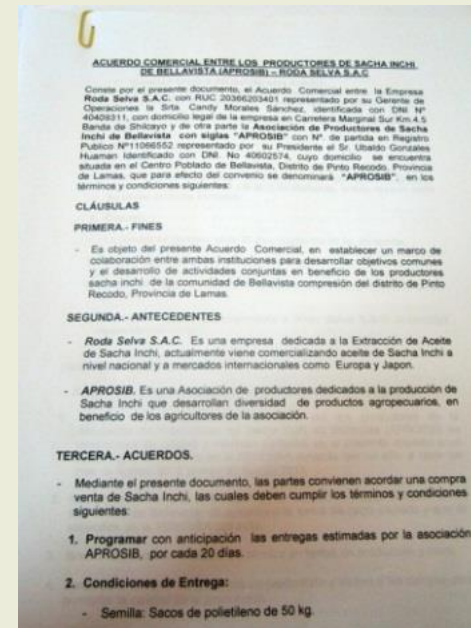 ACUERDO COMERCIAL ENTRE LOS PRODUCTORES DE SACHA INCHI
DE BELLAVISTA (APROSIB) – RODA SELVA S.A.C
Conste por el presente documento, el Acuerdo Comercial entre la Empresa
Roda Selva S.A.C. con RUC 20366203401 representado por su Gerente de
Operaciones la Srta Candy Morales Sánchez, identificada con DNI Nº
40409311, con domicilio legal de la empresa en Carretera Marginal Sur Km.4.5
Banda de Shilcayo y de otra parte la Asociación de Productores de Sacha
Inchi de Bellavista con siglas "APROSIB" con Nº. de partida en Registro
Publico Nº11066552 representado por su Presidente el Sr. Ubaldo Gonzales
Huaman Identificado con DNI. No 40602574, cuyo domicilio se encuentra
situada en el Centro Poblado de Bellavista, Distrito de Pinto Recodo, Provincia
de Lamas, que para efecto del convenio se denominará "APROSIB", en los
términos y condiciones siguientes:
CLÁUSULAS
PRIMERA.- FINES
- Es objeto del presente Acuerdo Comercial, en establecer un marco de
colaboración entre ambas instituciones para desarrollar objetivos comunes
y el desarrollo de actividades conjuntas en beneficio de los productores
sacha inchi de la comunidad de Bellavista compresión del distrito de Pinto
Recodo, Provincia de Lamas.
SEGUNDA.- ANTECEDENTES
- Roda Selva S.A.C. Es una empresa dedicada a la Extracción de Aceite
de Sacha Inchi, actualmente viene comercializando aceite de Sacha Inchi a
nivel nacional y a mercados internacionales como Europa y Japon.
- APROSIB. Es una Asociación de productores dedicados a la producción de
Sacha Inchi que desarrollan diversidad de productos agropecuarios, en
beneficio de los agricultores de la asociación.
TERCERA.- ACUERDOS.
- Mediante el presente documento, las partes convienen acordar una compra
venta de Sacha Inchi, las cuales deben cumplir los términos y condiciones
siguientes:
1. Programar con anticipación las entregas estimadas por la asociación
APROSIB, por cada 20 días.
2. Condiciones de Entrega:
- Semilla: Sacos de polietileno de 50 kg.